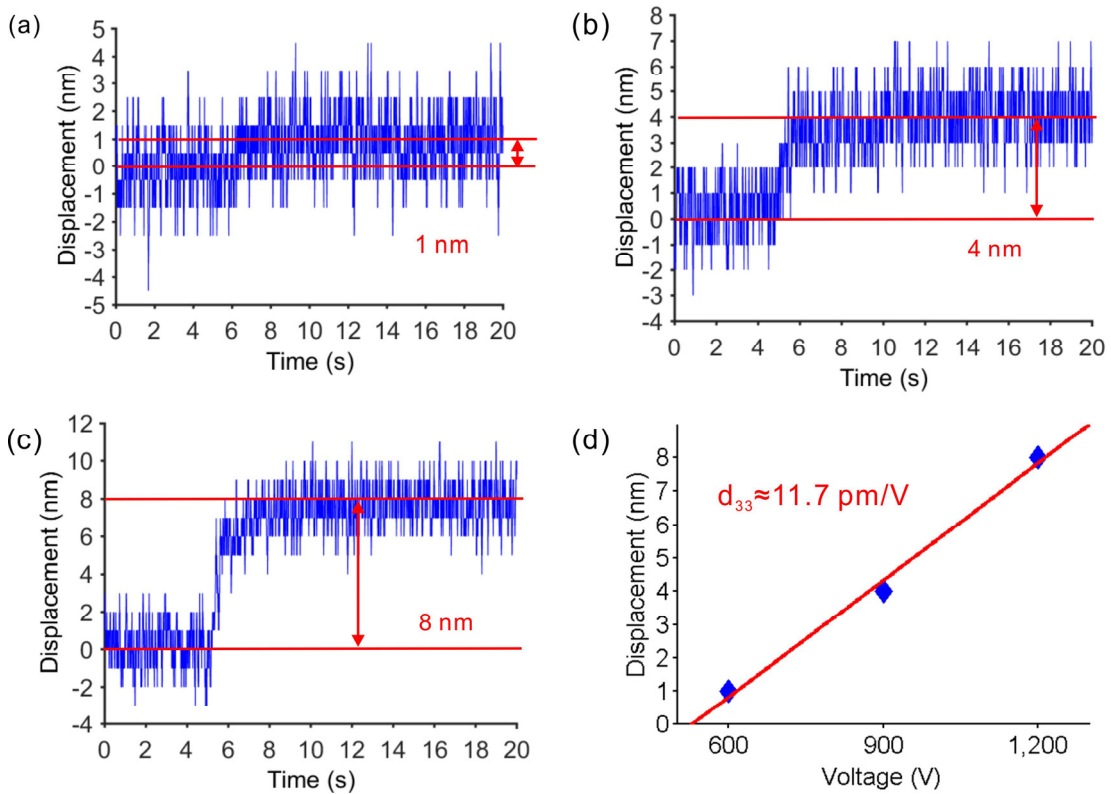 (a)
Displacement (nm)
5
4
3
2
1
0
-1
-2
-3
-4
5
0 2 4 6 8 10 12 14 16 18 20
Time (s)
1 nm
(b)
Displacement (nm)
8
7
6
5
4
3
2
1
0
-1
-2
-3
-4
0 2 4 6 8 10 12 14 16 18 20
Time (s)
4 nm
(c)
Displacement (nm)
12
10
8
6
4
2
0
-2
-4
0 2 4 6 8 10 12 14 16 18 20
Time (s)
8 nm
(d)
d33≈11.7 pm/V
Displacement (nm)
8
7
6
5
4
3
2
1
0
600 900 1,200
Voltage (V)